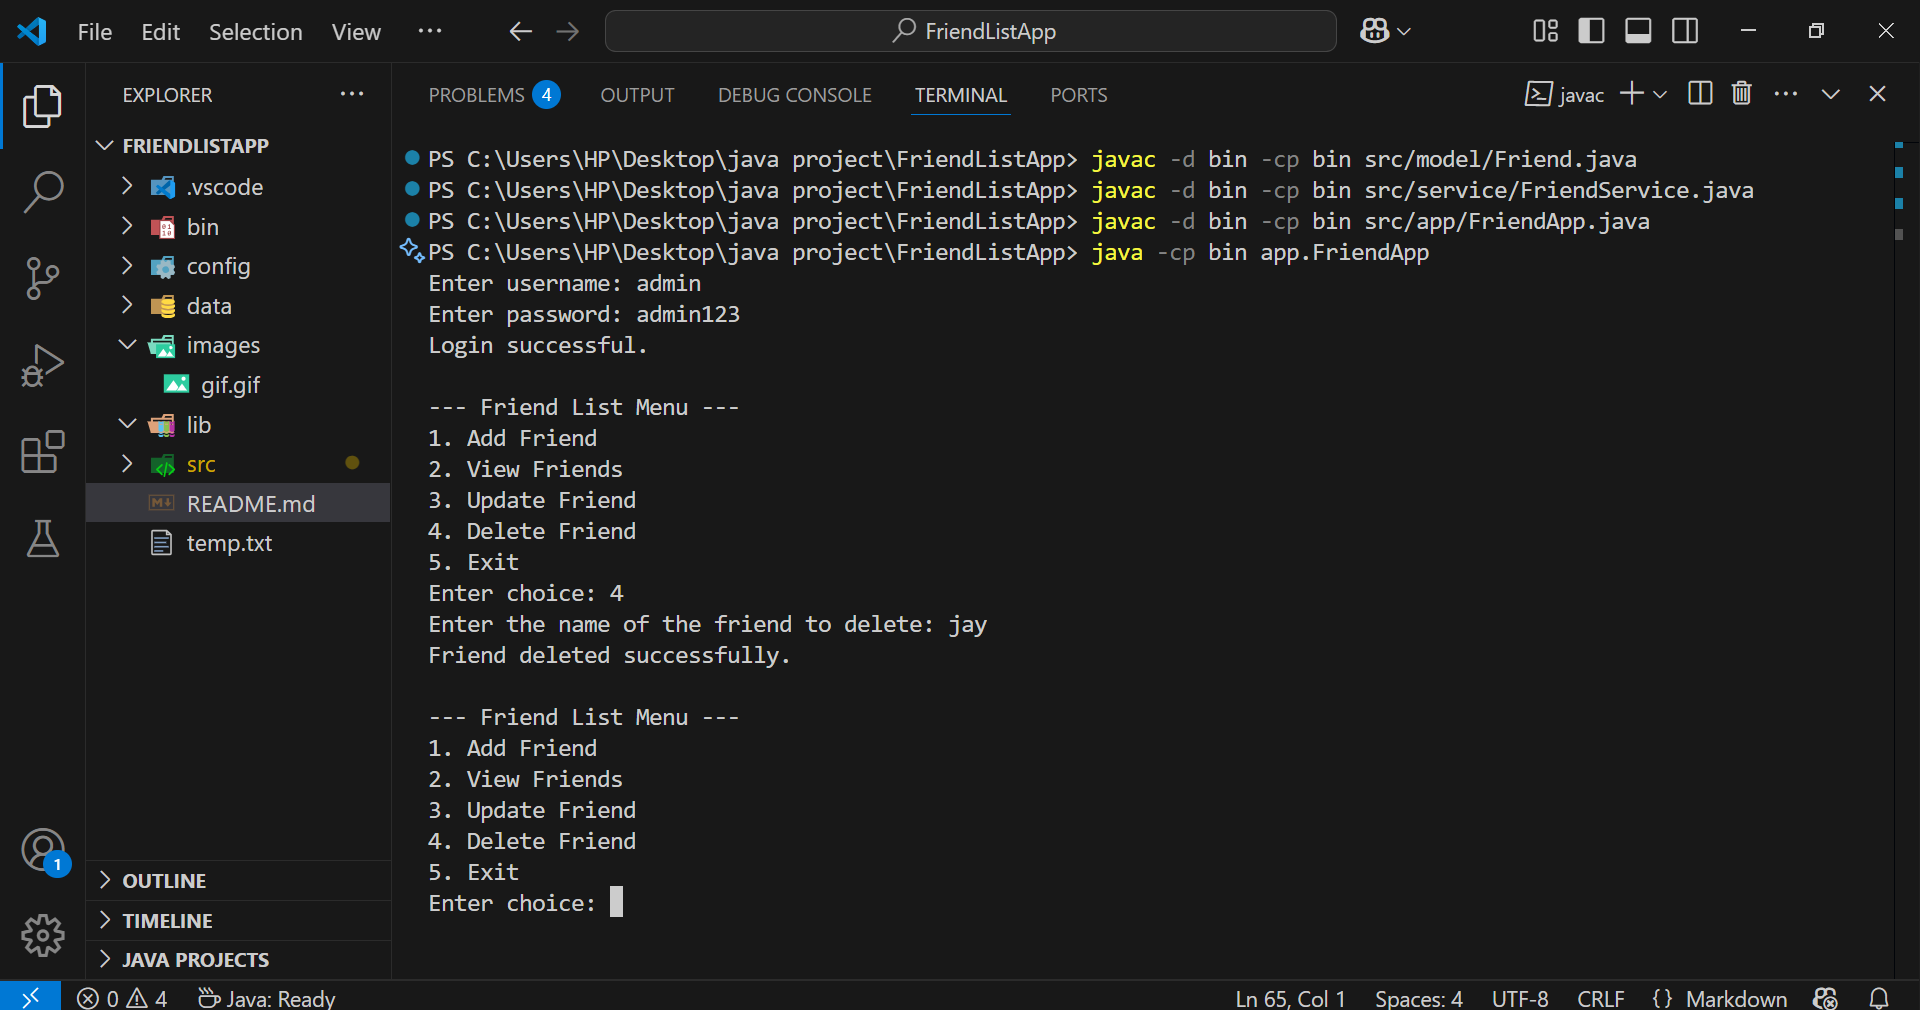 File Edit Selection View ··· FriendListApp
EXPLORER ···
FRIENDLISTAPP
.vscode
bin
config
data
images
gif.gif
lib
src
README.md
temp.txt
OUTLINE
TIMELINE
JAVA PROJECTS
1
PROBLEMS 4 OUTPUT DEBUG CONSOLE TERMINAL PORTS javac ···
PS C:\Users\HP\Desktop\java project\FriendListApp> javac -d bin -cp bin src/model/Friend.java
PS C:\Users\HP\Desktop\java project\FriendListApp> javac -d bin -cp bin src/service/FriendService.java
PS C:\Users\HP\Desktop\java project\FriendListApp> javac -d bin -cp bin src/app/FriendApp.java
PS C:\Users\HP\Desktop\java project\FriendListApp> java -cp bin app.FriendApp
Enter username: admin
Enter password: admin123
Login successful.
--- Friend List Menu ---
1. Add Friend
2. View Friends
3. Update Friend
4. Delete Friend
5. Exit
Enter choice: 4
Enter the name of the friend to delete: jay
Friend deleted successfully.
--- Friend List Menu ---
1. Add Friend
2. View Friends
3. Update Friend
4. Delete Friend
5. Exit
Enter choice:
0 4 Java: Ready Ln 65, Col 1 Spaces: 4 UTF-8 CRLF {} Markdown